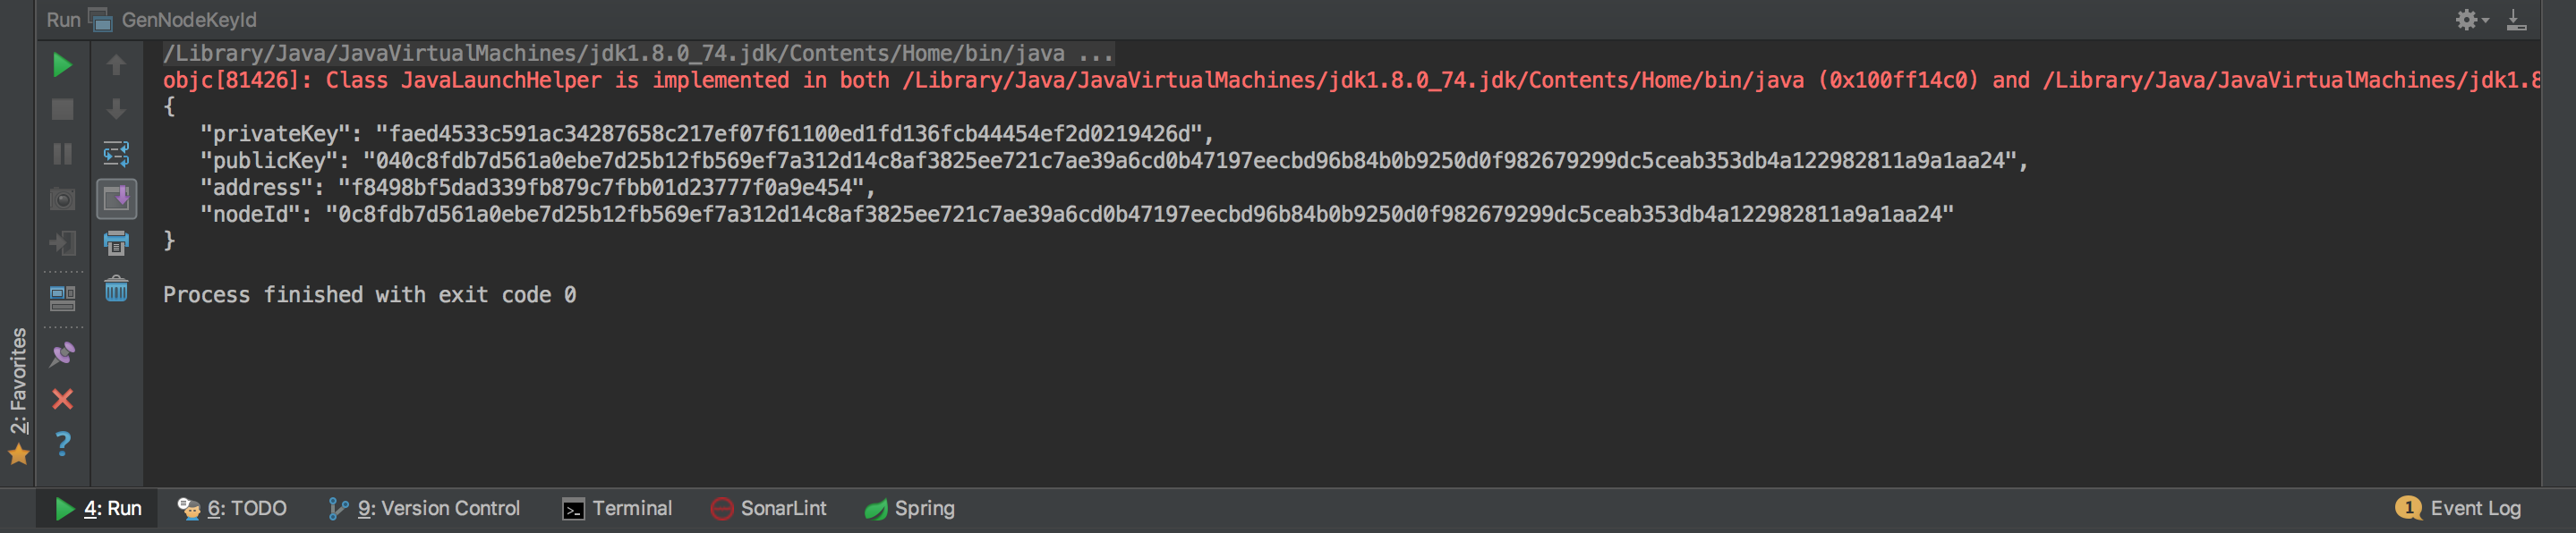 Run GenNodeKeyId
/Library/Java/JavaVirtualMachines/jdk1.8.0_74.jdk/Contents/Home/bin/java ...
objc[81426]: Class JavaLaunchHelper is implemented in both /Library/Java/JavaVirtualMachines/jdk1.8.0_74.jdk/Contents/Home/bin/java (0x100ff14c0) and /Library/Java/JavaVirtualMachines/jdk1.8
{
"privateKey": "faed4533c591ac34287658c217ef07f61100ed1fd136fcb44454ef2d0219426d",
"publicKey": "040c8fdb7d561a0ebe7d25b12fb569ef7a312d14c8af3825ee721c7ae39a6cd0b47197eecbd96b84b0b9250d0f982679299dc5ceab353db4a122982811a9a1aa24",
"address": "f8498bf5dad339fb879c7fbb01d23777f0a9e454",
"nodeId": "0c8fdb7d561a0ebe7d25b12fb569ef7a312d14c8af3825ee721c7ae39a6cd0b47197eecbd96b84b0b9250d0f982679299dc5ceab353db4a122982811a9a1aa24"
}
Process finished with exit code 0
2: Favorites
4: Run 6: TODO 9: Version Control Terminal SonarLint Spring 1 Event Log